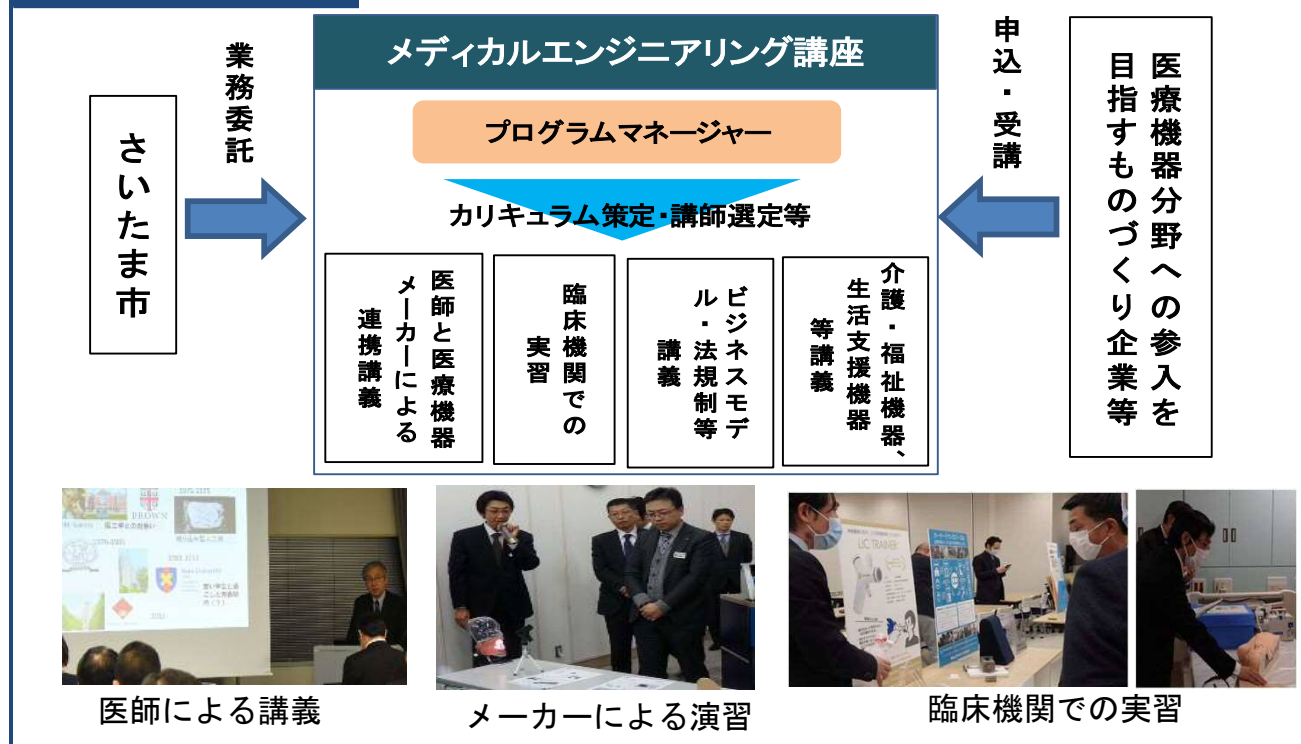 メディカルエンジニアリング講座
業務委託
申込・受講
さいたま市
プログラムマネージャー
カリキュラム策定・講師選定等
医師と医療機器
メーカーによる
連携講義
臨床機関での
実習
ビジネスモデ
ル・法規制等
講義
介護・福祉機器、
生活支援機器
等講義
医療機器分野への参入を
目指すものづくり企業等
BROWN
LIC TRAINER
医師による講義
メーカーによる演習
臨床機関での実習